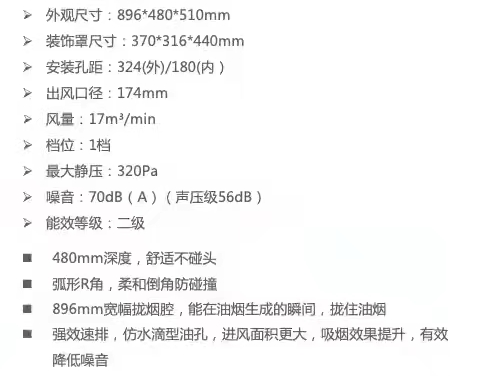 外观尺寸：896*480*510mm
装饰罩尺寸：370*316*440mm
安装孔距：324(外)/180(内）
出风口径：174mm
风量：17m³/min
档位：1档
最大静压：320Pa
噪音：70dB（A）（声压级56dB）
能效等级：二级
480mm深度，舒适不碰头
弧形R角，柔和倒角防碰撞
896mm宽幅拢烟腔，能在油烟生成的瞬间，拢住油烟
强效速排，仿水滴型油孔，进风面积更大，吸烟效果提升，有效
降低噪音